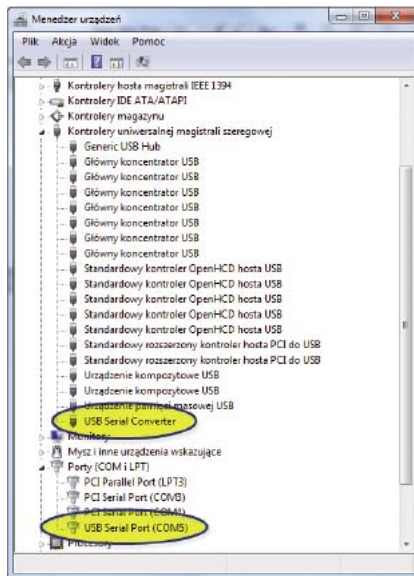 Menedżer urządzeń
Plik Akcja Widok Pomoc
Kontrolery hosta magistrali IEEE 1394
Kontrolery IDE ATA/ATAPI
Kontrolery magazynu
Kontrolery uniwersalnej magistrali szeregowej
Generic USB Hub
Główny koncentrator USB
Główny koncentrator USB
Główny koncentrator USB
Główny koncentrator USB
Główny koncentrator USB
Główny koncentrator USB
Główny koncentrator USB
Standardowy kontroler OpenHCD hosta USB
Standardowy kontroler OpenHCD hosta USB
Standardowy kontroler OpenHCD hosta USB
Standardowy kontroler OpenHCD hosta USB
Standardowy kontroler OpenHCD hosta USB
Standardowy rozszerzony kontroler hosta PCI do USB
Standardowy rozszerzony kontroler hosta PCI do USB
Urządzenie kompozytowe USB
Urządzenie kompozytowe USB
Urządzenie pamięci masowej USB
USB Serial Converter
Monitory
Mysz i inne urządzenia wskazujące
Porty (COM i LPT)
PCI Parallel Port (LPT3)
PCI Serial Port (COM3)
PCI Serial Port (COM4)
USB Serial Port (COM5)
Procesory